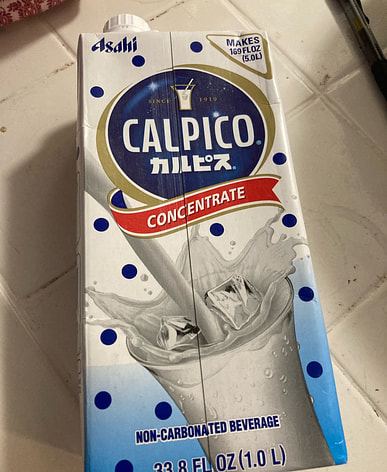 Asahi
MAKES
169 FL OZ
(5.0L)
SINCE 1919
CALPICO®
カルピス®
CONCENTRATE
NON-CARBONATED BEVERAGE
33.8 FL OZ (1.0 L)